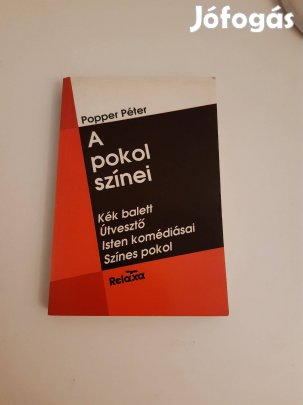 Jófogás
Popper Péter
A
pokol
színei
Kék balett
Útvesztő
Isten komédiásai
Színes pokol
Relaxa